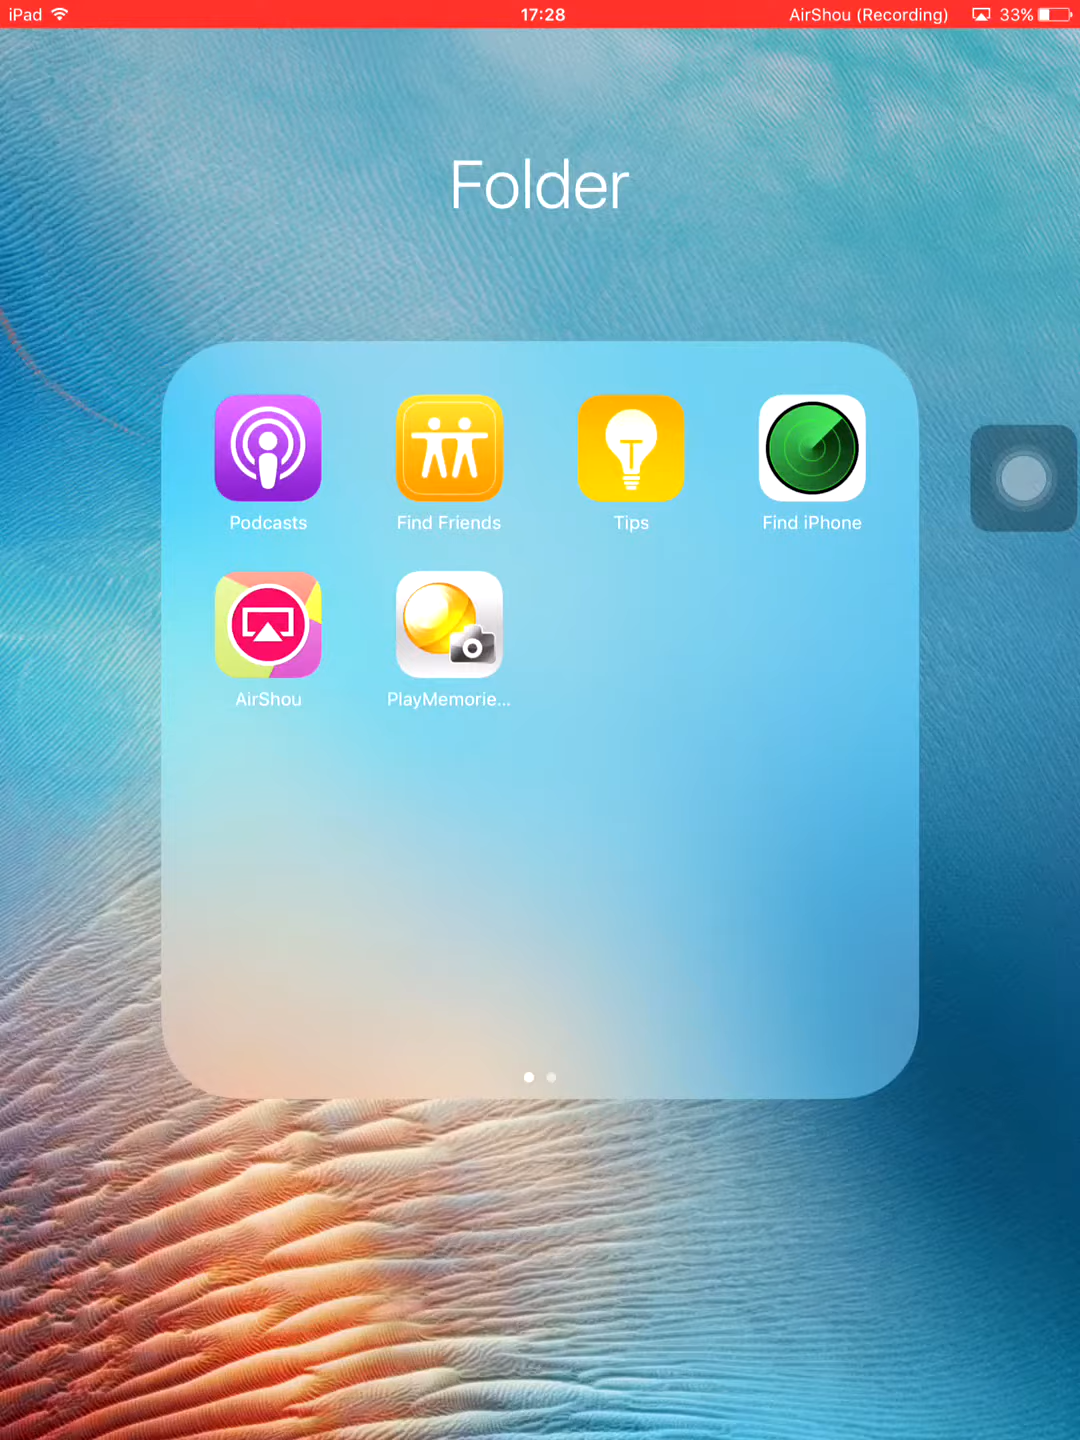 iPad 17:28 AirShou (Recording) 33%
Folder
Podcasts Find Friends Tips Find iPhone
AirShou PlayMemorie...